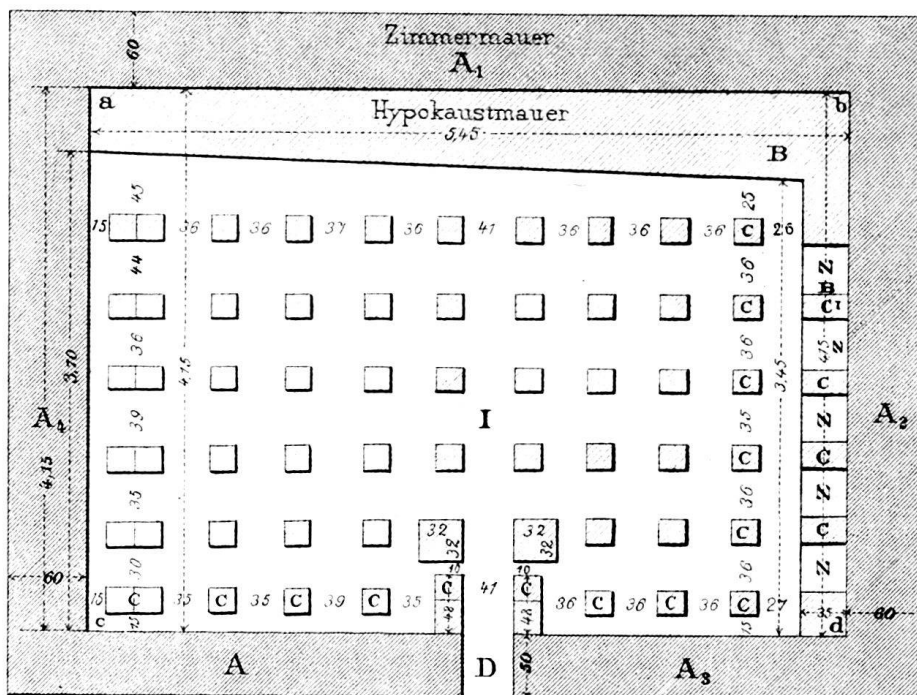 Zimmermauer
60
A₁
a
b
Hypokaustmauer
5,45
B
45
25
15 36 36 37 36 41 36 36 36 C 26
44
36
Z
B
C C¹
36
36
Z
4,15
3,70
4,15
3,45
C C
A₄
I
A₂
39
35
Z
C C
35
36
Z
32 32
32 32
C C
30
10 10
36
Z
60
15 C 35 C 35 C 39 C 35 C 41 C 36 C 36 C 36 C 27
4,15
48 48
35
60
c
15
15
d
A
D
50
A₃